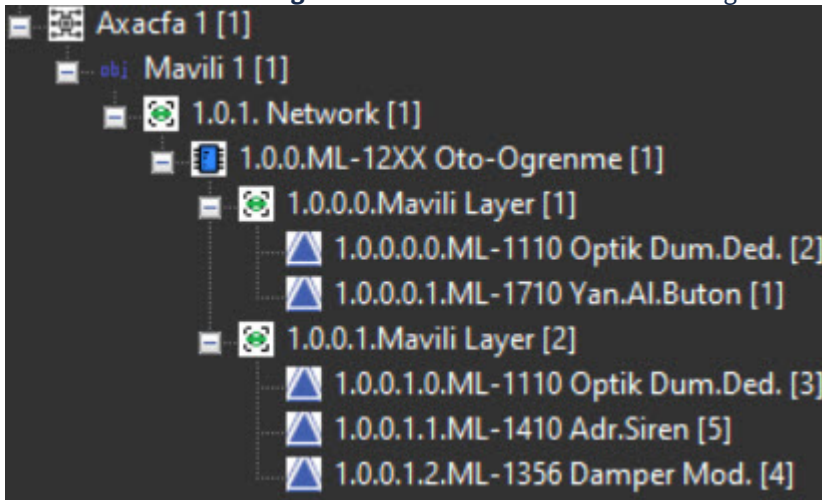 Axacfa 1 [1]
obj Mavili 1 [1]
1.0.1. Network [1]
1.0.0.ML-12XX Oto-Ogrenme [1]
1.0.0.0.Mavili Layer [1]
1.0.0.0.0.ML-1110 Optik Dum.Ded. [2]
1.0.0.0.1.ML-1710 Yan.Al.Buton [1]
1.0.0.1.Mavili Layer [2]
1.0.0.1.0.ML-1110 Optik Dum.Ded. [3]
1.0.0.1.1.ML-1410 Adr.Siren [5]
1.0.0.1.2.ML-1356 Damper Mod. [4]